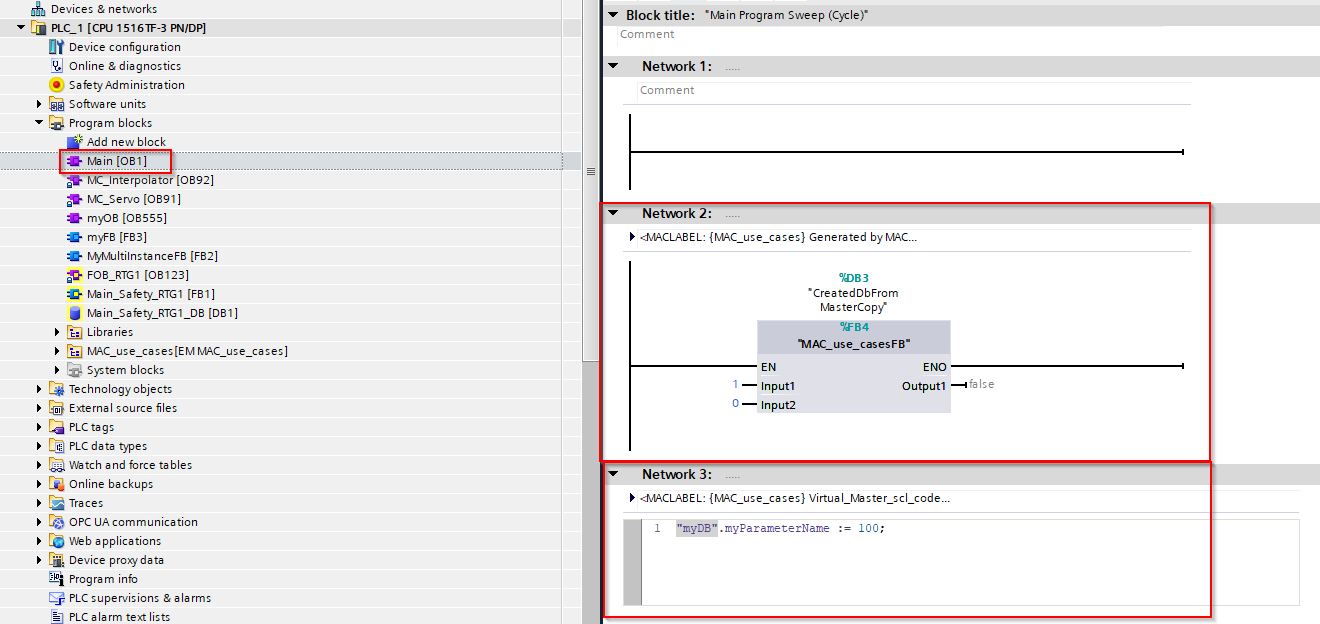 Devices & networks
PLC_1 [CPU 1516TF-3 PN/DP]
Device configuration
Online & diagnostics
Safety Administration
Software units
Program blocks
Add new block
Main [OB1]
MC_Interpolator [OB92]
MC_Servo [OB91]
myOB [OB555]
myFB [FB3]
MyMultiInstanceFB [FB2]
FOB_RTG1 [OB123]
Main_Safety_RTG1 [FB1]
Main_Safety_RTG1_DB [DB1]
Libraries
MAC_use_cases[EM MAC_use_cases]
System blocks
Technology objects
External source files
PLC tags
PLC data types
Watch and force tables
Online backups
Traces
OPC UA communication
Web applications
Device proxy data
Program info
PLC supervisions & alarms
PLC alarm text lists
Block title: "Main Program Sweep (Cycle)"
Comment
Network 1: .....
Comment
Network 2: .....
<MACLABEL: {MAC_use_cases} Generated by MAC...
%DB3
"CreatedDbFrom
MasterCopy"
%FB4
"MAC_use_casesFB"
EN ENO
1 Input1 Output1 false
0 Input2
Network 3: .....
<MACLABEL: {MAC_use_cases} Virtual_Master_scl_code...
1 "myDB".myParameterName := 100;